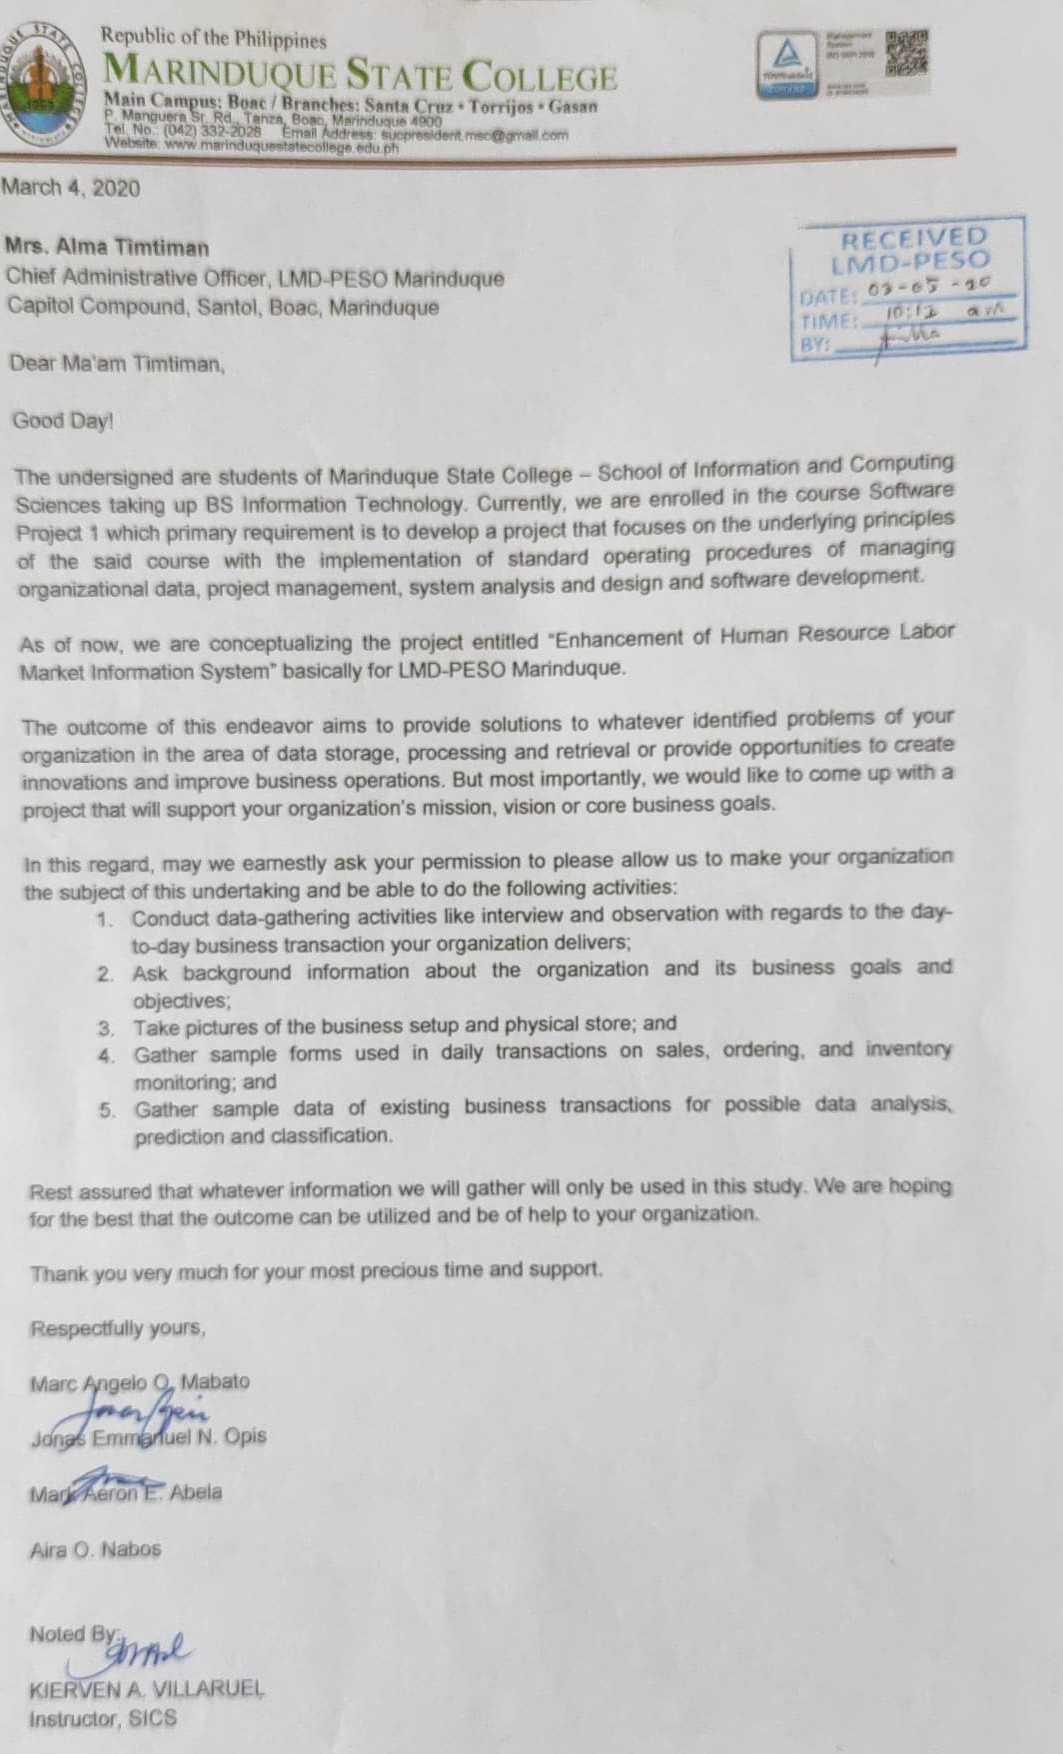 Republic of the Philippines
MARINDUQUE STATE COLLEGE
Main Campus: Boac / Branches: Santa Cruz • Torrijos • Gasan
P. Manguera Sr. Rd., Tanza, Boac, Marinduque 4900
Tel. No.: (042) 332-2028 Email Address: sucpresident.msc@gmail.com
Website: www.marinduquestatecollege.edu.ph
March 4, 2020
RECEIVED
LMD-PESO
DATE: 03-05-20
TIME: 10:12 am
BY:
Mrs. Alma Timtiman
Chief Administrative Officer, LMD-PESO Marinduque
Capitol Compound, Santol, Boac, Marinduque
Dear Ma'am Timtiman,
Good Day!
The undersigned are students of Marinduque State College – School of Information and Computing
Sciences taking up BS Information Technology. Currently, we are enrolled in the course Software
Project 1 which primary requirement is to develop a project that focuses on the underlying principles
of the said course with the implementation of standard operating procedures of managing
organizational data, project management, system analysis and design and software development.
As of now, we are conceptualizing the project entitled "Enhancement of Human Resource Labor
Market Information System" basically for LMD-PESO Marinduque.
The outcome of this endeavor aims to provide solutions to whatever identified problems of your
organization in the area of data storage, processing and retrieval or provide opportunities to create
innovations and improve business operations. But most importantly, we would like to come up with a
project that will support your organization's mission, vision or core business goals.
In this regard, may we earnestly ask your permission to please allow us to make your organization
the subject of this undertaking and be able to do the following activities:
1. Conduct data-gathering activities like interview and observation with regards to the day-
to-day business transaction your organization delivers;
2. Ask background information about the organization and its business goals and
objectives;
3. Take pictures of the business setup and physical store; and
4. Gather sample forms used in daily transactions on sales, ordering, and inventory
monitoring; and
5. Gather sample data of existing business transactions for possible data analysis,
prediction and classification.
Rest assured that whatever information we will gather will only be used in this study. We are hoping
for the best that the outcome can be utilized and be of help to your organization.
Thank you very much for your most precious time and support.
Respectfully yours,
Marc Angelo O. Mabato
Jonas Emmanuel N. Opis
Mark Aeron E. Abela
Aira O. Nabos
Noted By:
KIERVEN A. VILLARUEL
Instructor, SICS